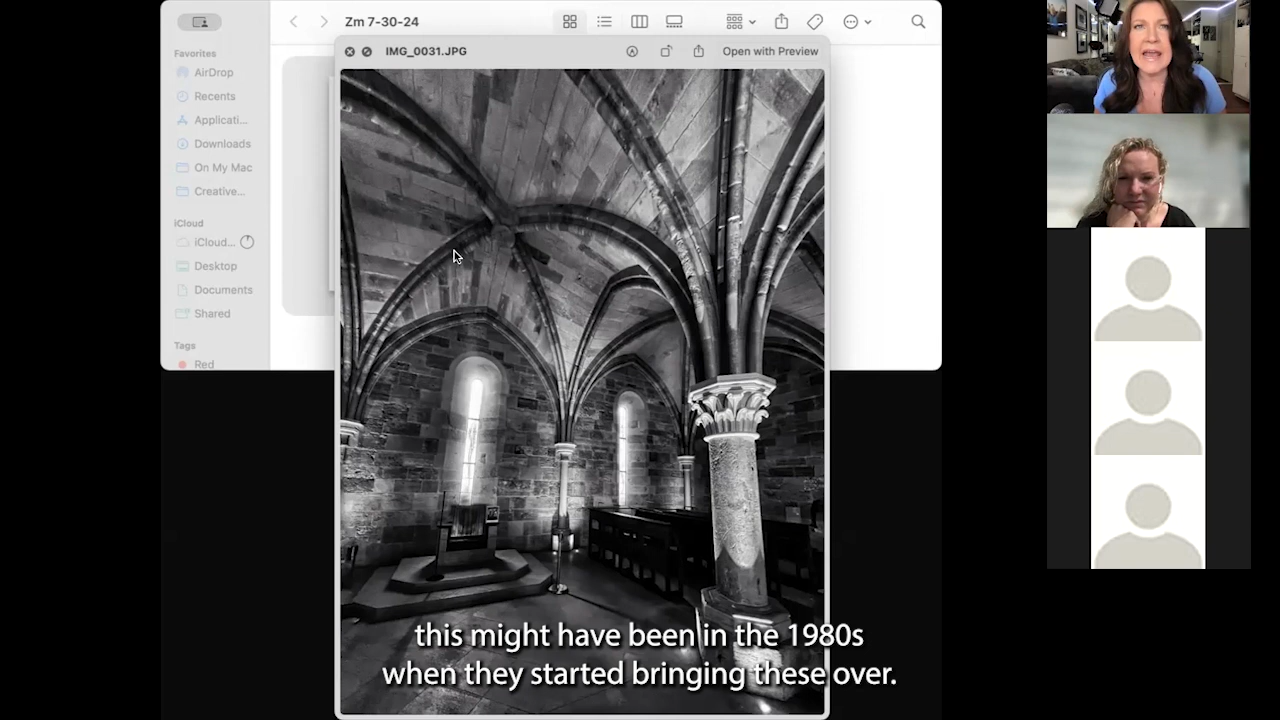 Zm 7-30-24
IMG_0031.JPG
Open with Preview
Favorites
AirDrop
Recents
Applicati...
Downloads
On My Mac
Creative...
iCloud
iCloud...
Desktop
Documents
Shared
Tags
Red
this might have been in the 1980s
when they started bringing these over.